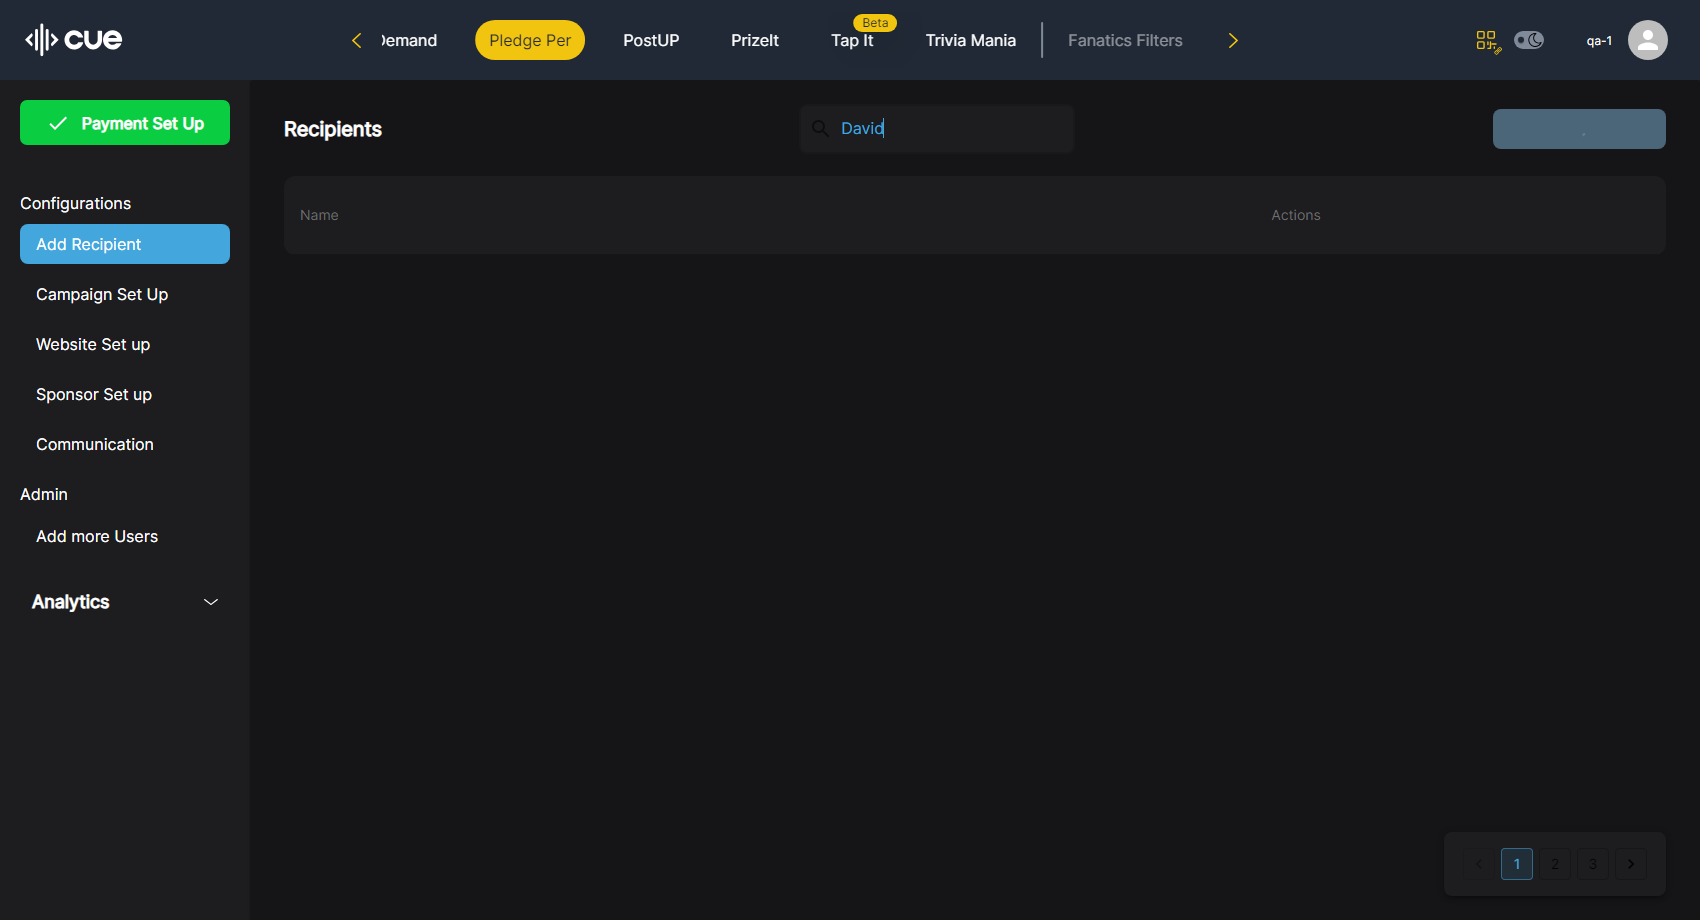 cue
Demand
Pledge Per
PostUP
PrizeIt
Beta
Tap It
Trivia Mania
Fanatics Filters
qa-1
Payment Set Up
Configurations
Add Recipient
Campaign Set Up
Website Set up
Sponsor Set up
Communication
Admin
Add more Users
Analytics
Recipients
David
Name
Actions
1
2
3